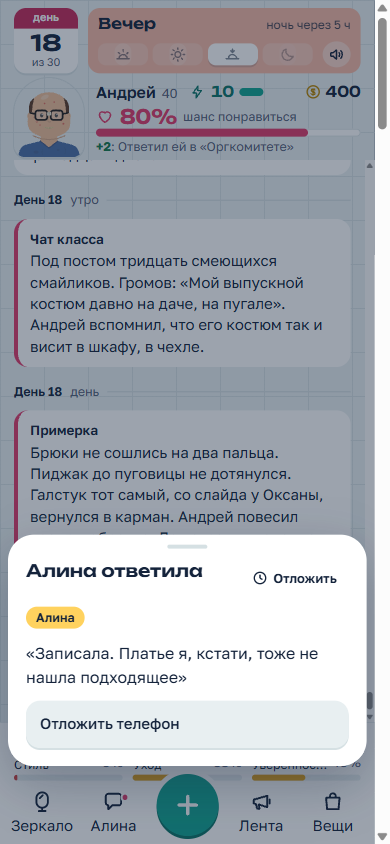 день
18
из 30
Вечер
ночь через 5 ч
Андрей 40
10
400
80% шанс понравиться
+2: Ответил ей в «Оргкомитете»
День 18 утро
Чат класса
Под постом тридцать смеющихся
смайликов. Громов: «Мой выпускной
костюм давно на даче, на пугале».
Андрей вспомнил, что его костюм так и
висит в шкафу, в чехле.
День 18 день
Примерка
Брюки не сошлись на два пальца.
Пиджак до пуговицы не дотянулся.
Галстук тот самый, со слайда у Оксаны,
вернулся в карман. Андрей повесил
Алина ответила
Отложить
Алина
«Записала. Платье я, кстати, тоже не
нашла подходящее»
Отложить телефон
Стиль
Уход
Увереннос...
Зеркало
Алина
Лента
Вещи